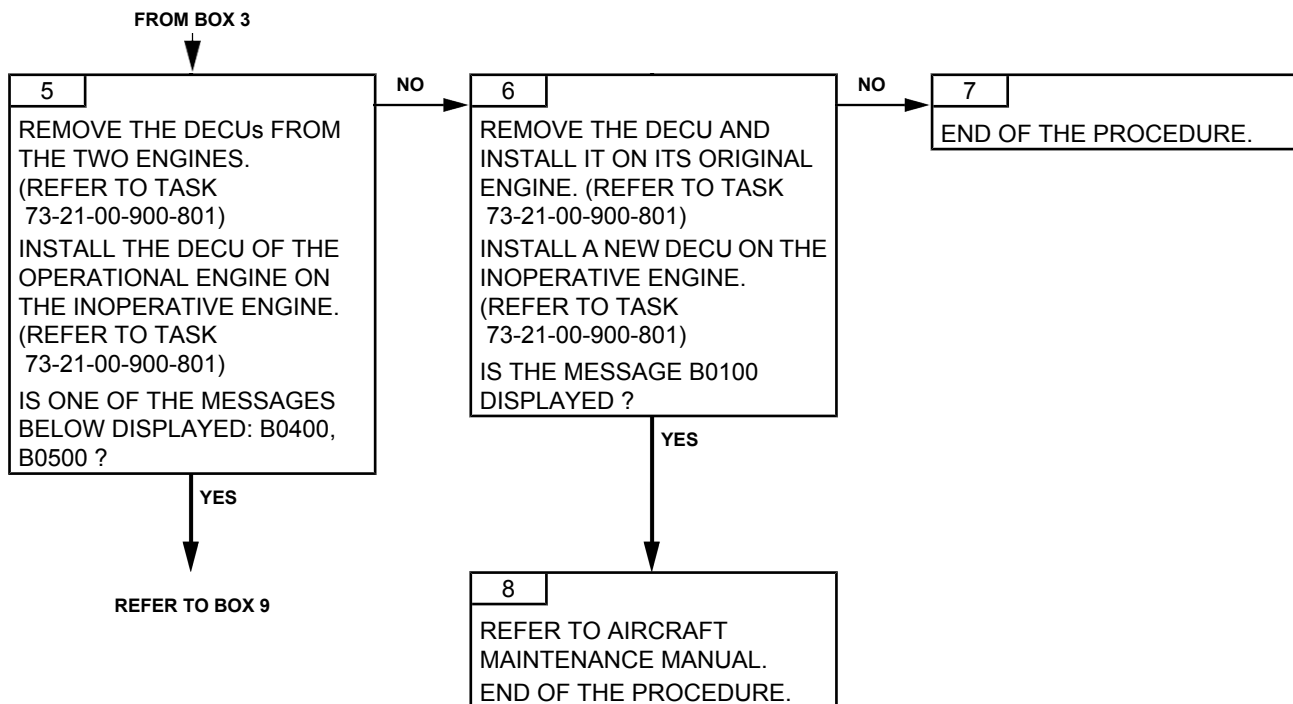 FROM BOX 3
5
REMOVE THE DECUs FROM
THE TWO ENGINES.
(REFER TO TASK
73-21-00-900-801)
INSTALL THE DECU OF THE
OPERATIONAL ENGINE ON
THE INOPERATIVE ENGINE.
(REFER TO TASK
73-21-00-900-801)
IS ONE OF THE MESSAGES
BELOW DISPLAYED: B0400,
B0500 ?
NO
YES
REFER TO BOX 9
6
REMOVE THE DECU AND
INSTALL IT ON ITS ORIGINAL
ENGINE. (REFER TO TASK
73-21-00-900-801)
INSTALL A NEW DECU ON THE
INOPERATIVE ENGINE.
(REFER TO TASK
73-21-00-900-801)
IS THE MESSAGE B0100
DISPLAYED ?
NO
YES
7
END OF THE PROCEDURE.
8
REFER TO AIRCRAFT
MAINTENANCE MANUAL.
END OF THE PROCEDURE.